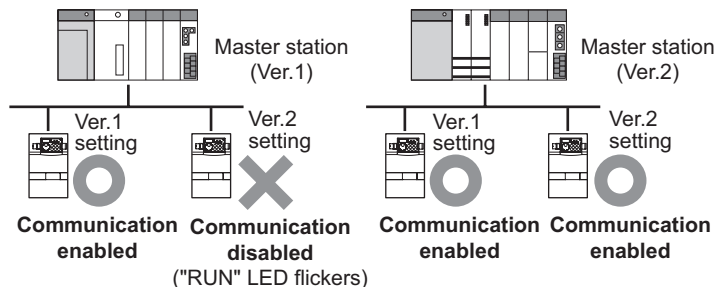 Master station
(Ver.1)
Ver.1
setting
Communication
enabled
Ver.2
setting
Communication
disabled
("RUN" LED flickers)
Master station
(Ver.2)
Ver.1
setting
Communication
enabled
Ver.2
setting
Communication
enabled